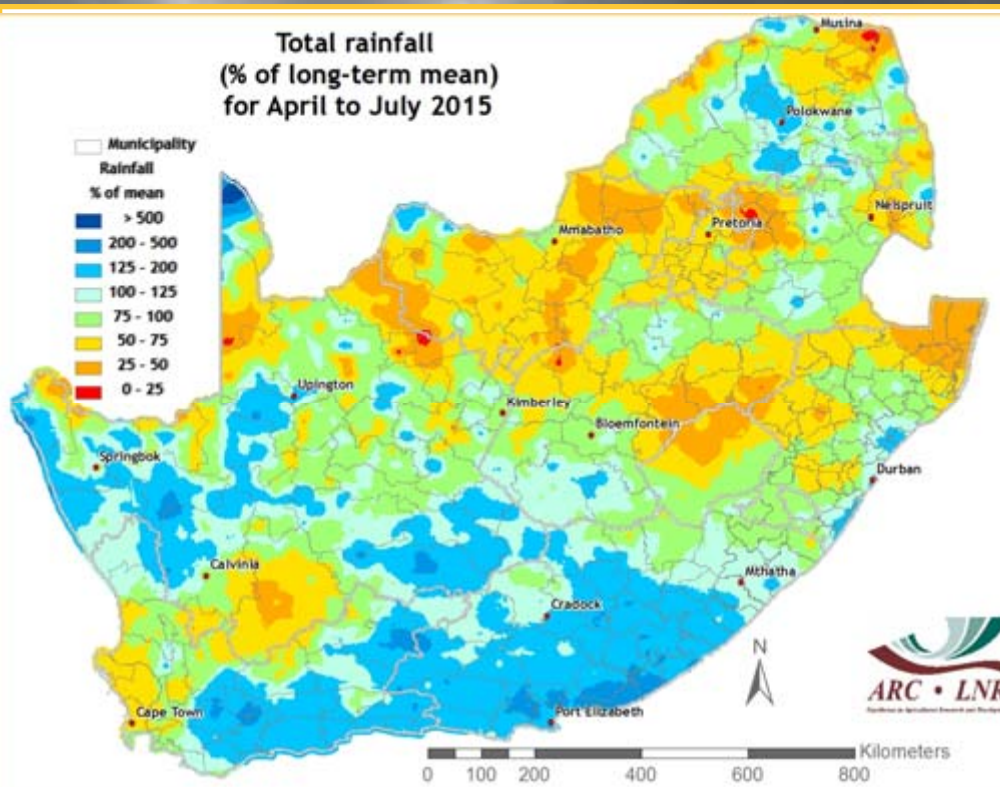 Total rainfall
(% of long-term mean)
for April to July 2015
Municipality
Rainfall
% of mean
> 500
200 - 500
125 - 200
100 - 125
75 - 100
50 - 75
25 - 50
0 - 25
Musina
Polokwane
Nelspruit
Pretoria
Mmabatho
Upington
Kimberley
Bloemfontein
Springbok
Durban
Calvinia
Mthatha
Cradock
N
Cape Town
Port Elizabeth
ARC • LNR
Kilometers
0 100 200 400 600 800